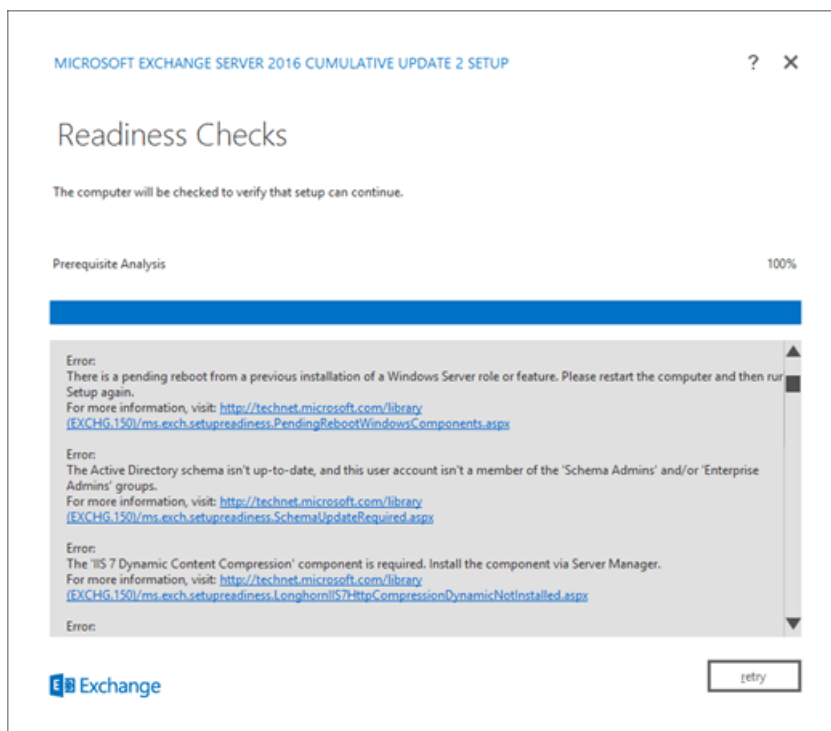 MICROSOFT EXCHANGE SERVER 2016 CUMULATIVE UPDATE 2 SETUP
? ✕
Readiness Checks
The computer will be checked to verify that setup can continue.
Prerequisite Analysis 100%
Error:
There is a pending reboot from a previous installation of a Windows Server role or feature. Please restart the computer and then run
Setup again.
For more information, visit: http://technet.microsoft.com/library
(EXCHG.150)/ms.exch.setupreadiness.PendingRebootWindowsComponents.aspx
Error:
The Active Directory schema isn't up-to-date, and this user account isn't a member of the 'Schema Admins' and/or 'Enterprise
Admins' groups.
For more information, visit: http://technet.microsoft.com/library
(EXCHG.150)/ms.exch.setupreadiness.SchemaUpdateRequired.aspx
Error:
The 'IIS 7 Dynamic Content Compression' component is required. Install the component via Server Manager.
For more information, visit: http://technet.microsoft.com/library
(EXCHG.150)/ms.exch.setupreadiness.LonghornIIS7HttpCompressionDynamicNotInstalled.aspx
Error:
E Exchange
retry